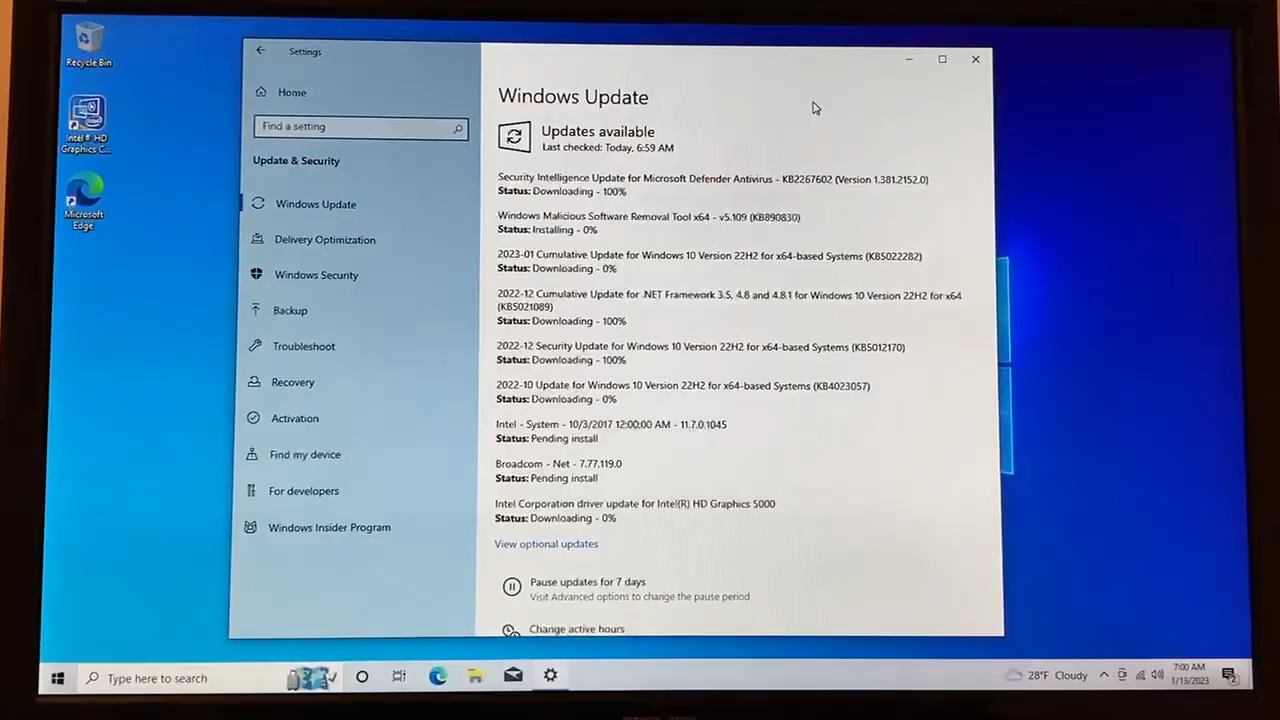 Recycle Bin
Intel® HD
Graphics C...
Microsoft
Edge
Settings
Home
Find a setting
Update & Security
Windows Update
Delivery Optimization
Windows Security
Backup
Troubleshoot
Recovery
Activation
Find my device
For developers
Windows Insider Program
Windows Update
Updates available
Last checked: Today, 6:59 AM
Security Intelligence Update for Microsoft Defender Antivirus - KB2267602 (Version 1.381.2152.0)
Status: Downloading - 100%
Windows Malicious Software Removal Tool x64 - v5.109 (KB890830)
Status: Installing - 0%
2023-01 Cumulative Update for Windows 10 Version 22H2 for x64-based Systems (KB5022282)
Status: Downloading - 0%
2022-12 Cumulative Update for .NET Framework 3.5, 4.8 and 4.8.1 for Windows 10 Version 22H2 for x64
(KB5021089)
Status: Downloading - 100%
2022-12 Security Update for Windows 10 Version 22H2 for x64-based Systems (KB5012170)
Status: Downloading - 100%
2022-10 Update for Windows 10 Version 22H2 for x64-based Systems (KB4023057)
Status: Downloading - 0%
Intel - System - 10/3/2017 12:00:00 AM - 11.7.0.1045
Status: Pending install
Broadcom - Net - 7.77.119.0
Status: Pending install
Intel Corporation driver update for Intel(R) HD Graphics 5000
Status: Downloading - 0%
View optional updates
Pause updates for 7 days
Visit Advanced options to change the pause period
Change active hours
Type here to search
28°F Cloudy
7:00 AM
1/13/2023
2